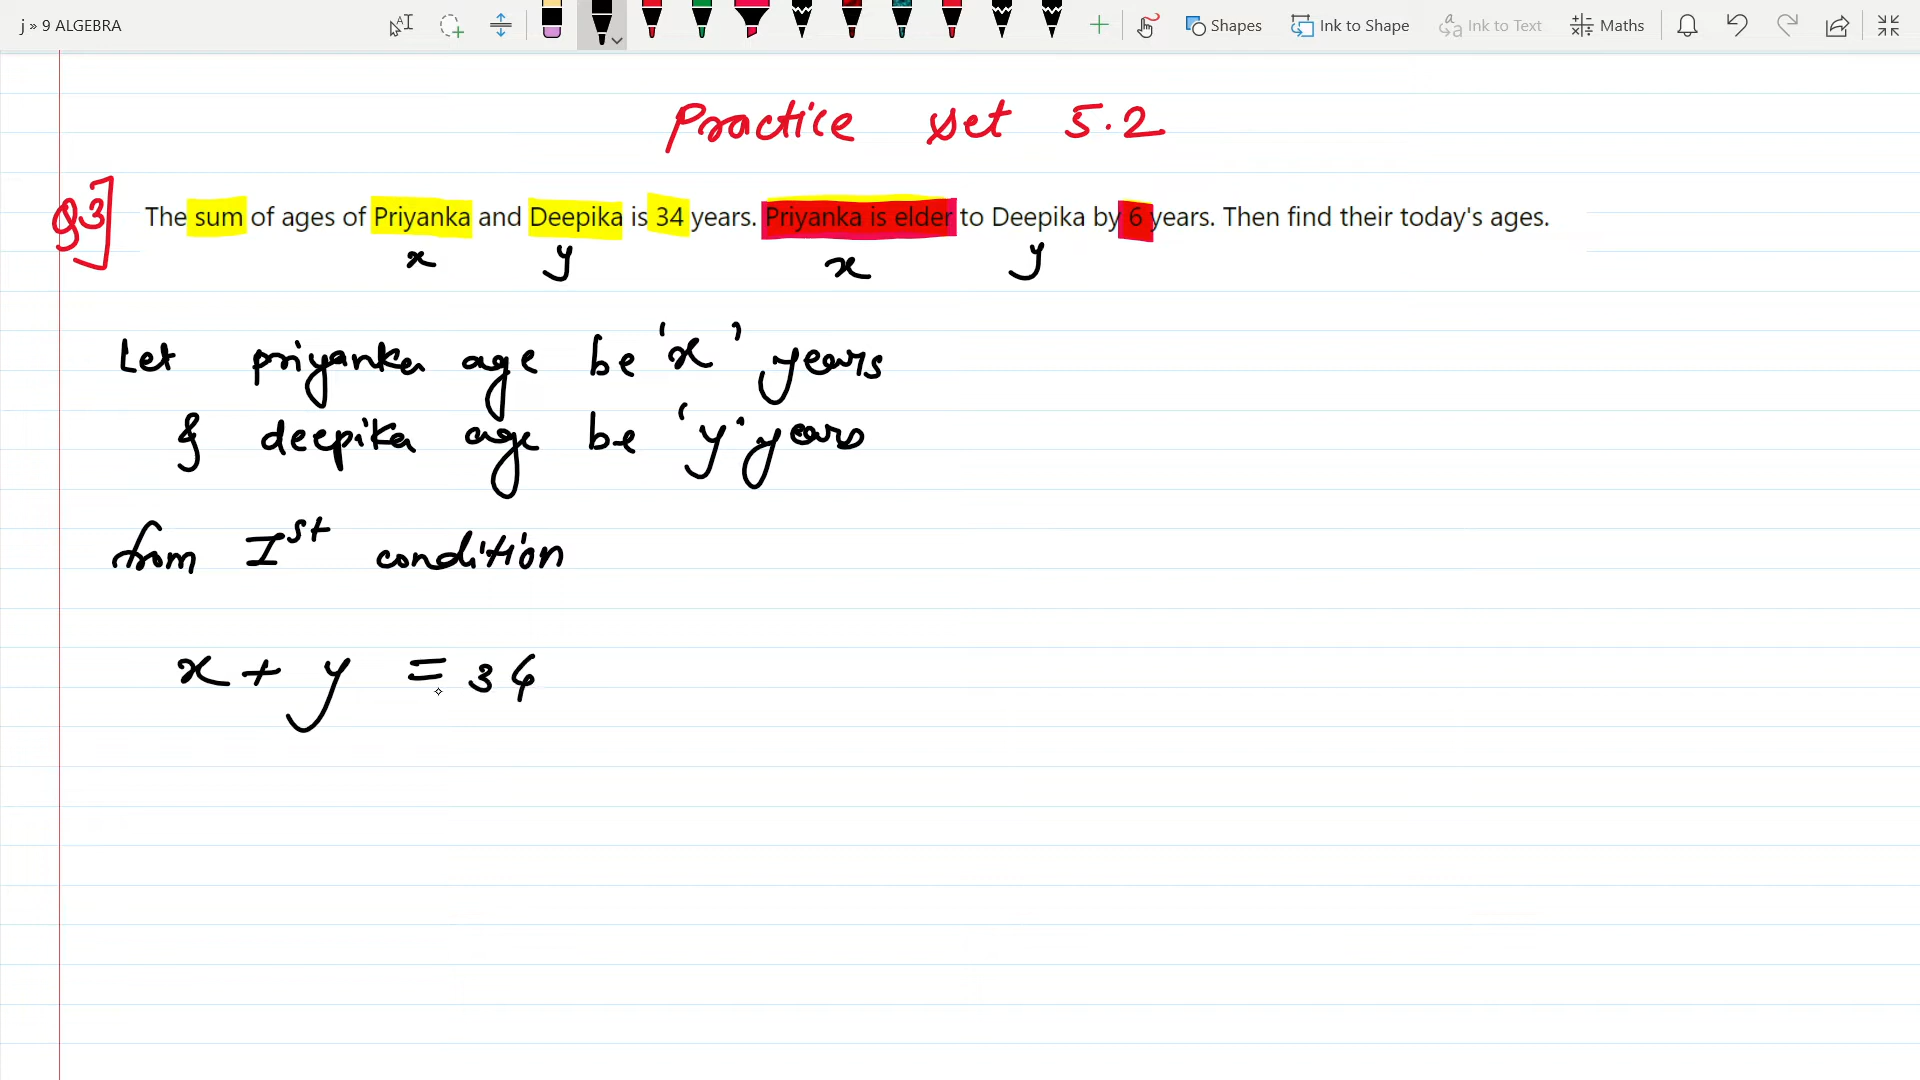 j » 9 ALGEBRA
Shapes
Ink to Shape
Ink to Text
Maths
Practice set 5.2
Q3] The sum of ages of Priyanka and Deepika is 34 years. Priyanka is elder to Deepika by 6 years. Then find their today's ages.
x y x y
Let priyanka age be 'x' years
& deepika age be 'y' years
from Ist condition
x + y = 34